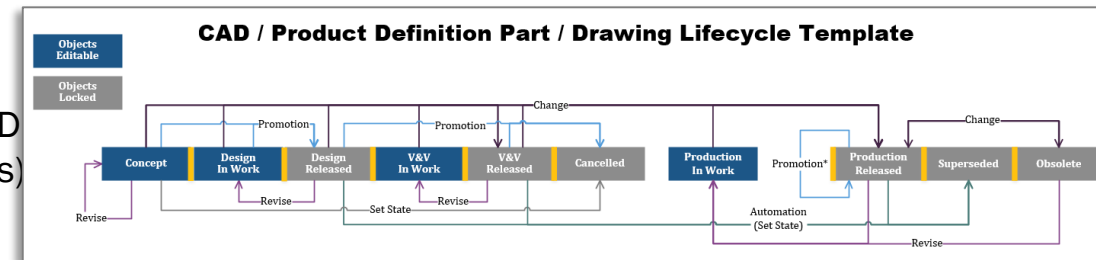 CAD / Product Definition Part / Drawing Lifecycle Template
Objects
Editable
Objects
Locked
D
s)
Change
Promotion
Promotion
Change
Concept
Design
In Work
Design
Released
V&V
In Work
V&V
Released
Cancelled
Production
In Work
Promotion*
Production
Released
Superseded
Obsolete
Revise
Revise
Revise
Set State
Automation
(Set State)
Revise